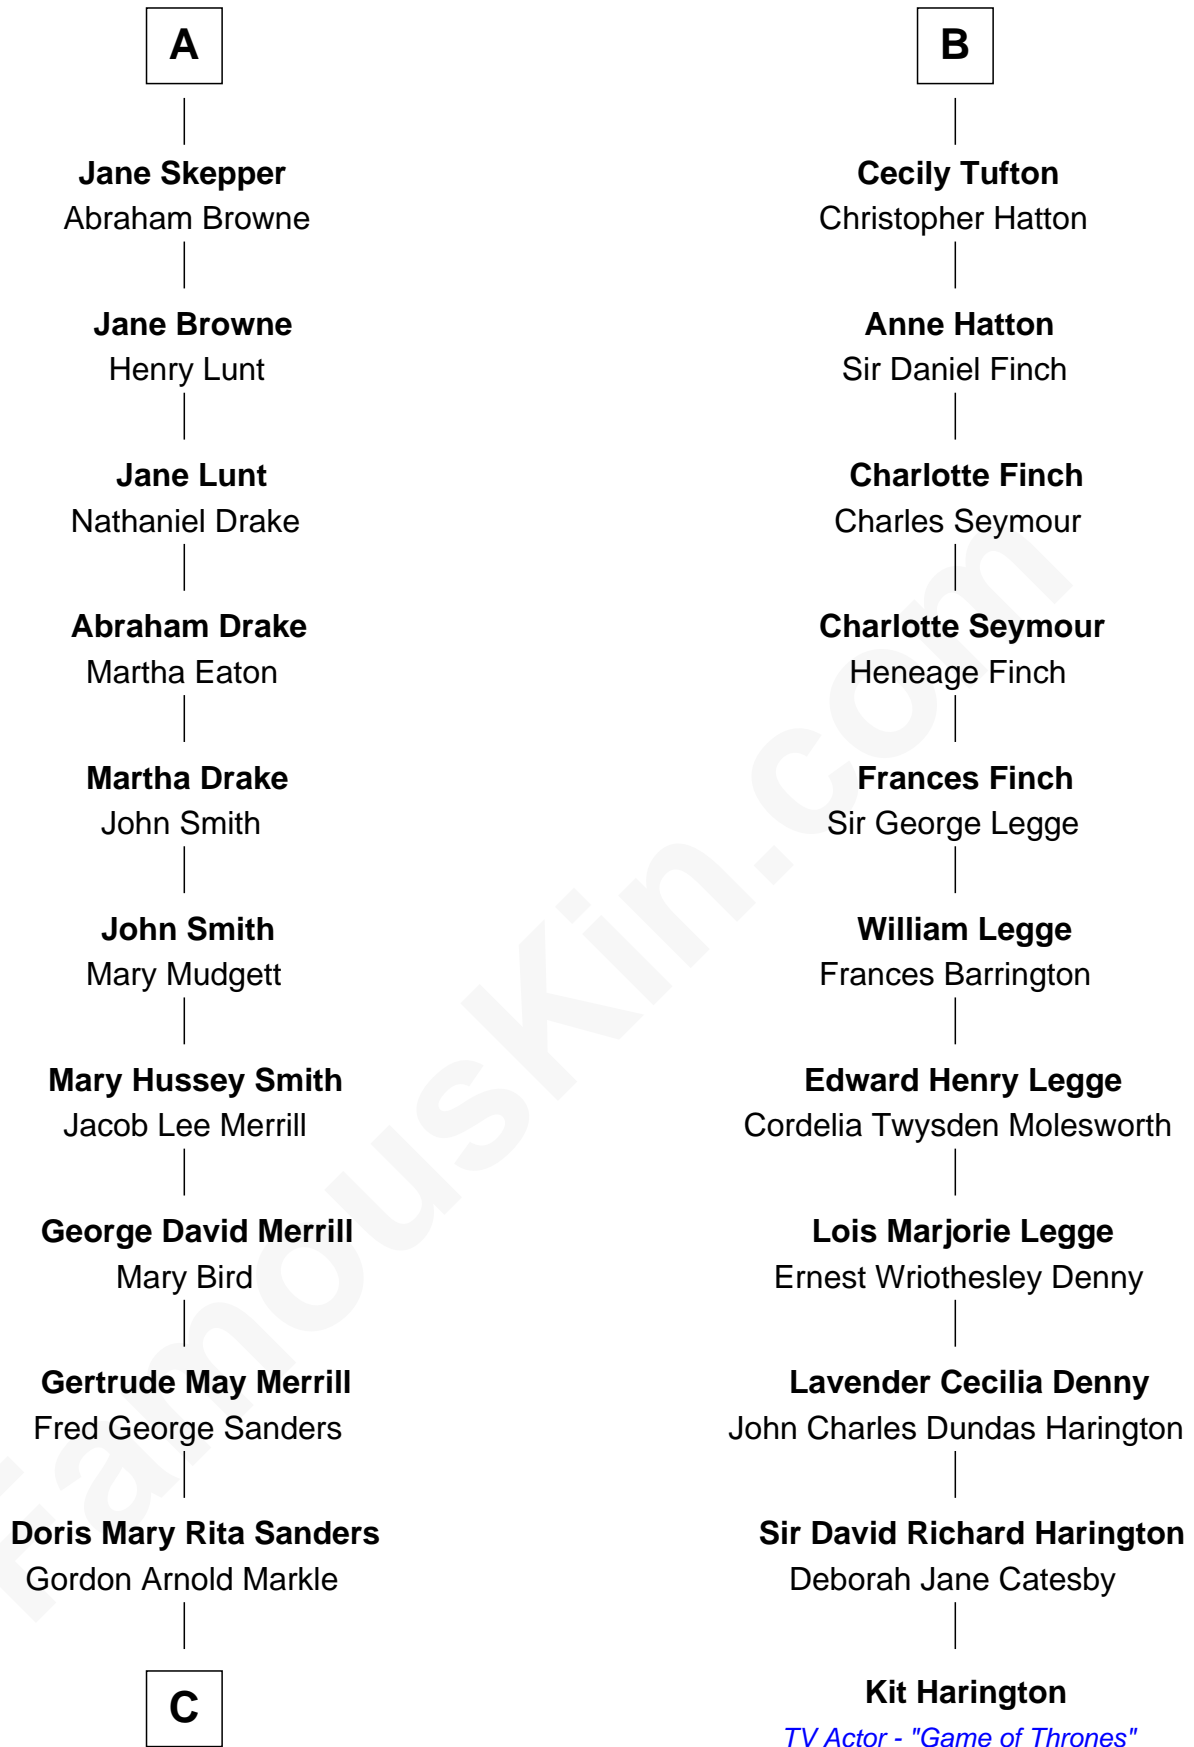 A
Jane Skepper
Abraham Browne
Jane Browne
Henry Lunt
Jane Lunt
Nathaniel Drake
Abraham Drake
Martha Eaton
Martha Drake
John Smith
John Smith
Mary Mudgett
Mary Hussey Smith
Jacob Lee Merrill
George David Merrill
Mary Bird
Gertrude May Merrill
Fred George Sanders
Doris Mary Rita Sanders
Gordon Arnold Markle
C
B
Cecily Tufton
Christopher Hatton
Anne Hatton
Sir Daniel Finch
Charlotte Finch
Charles Seymour
Charlotte Seymour
Heneage Finch
Frances Finch
Sir George Legge
William Legge
Frances Barrington
Edward Henry Legge
Cordelia Twysden Molesworth
Lois Marjorie Legge
Ernest Wriothesley Denny
Lavender Cecilia Denny
John Charles Dundas Harington
Sir David Richard Harington
Deborah Jane Catesby
Kit Harington
TV Actor - "Game of Thrones"
FamousKin.com